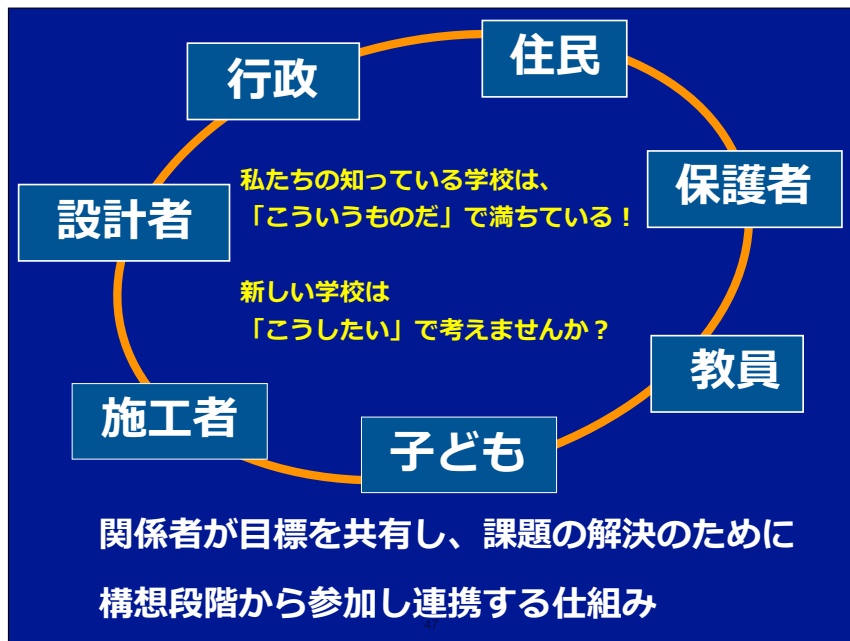 行政
住民
設計者
保護者
私たちの知っている学校は、
「こういうものだ」で満ちている！
新しい学校は
「こうしたい」で考えませんか？
教員
施工者
子ども
関係者が目標を共有し、課題の解決のために
構想段階から参加し連携する仕組み
47